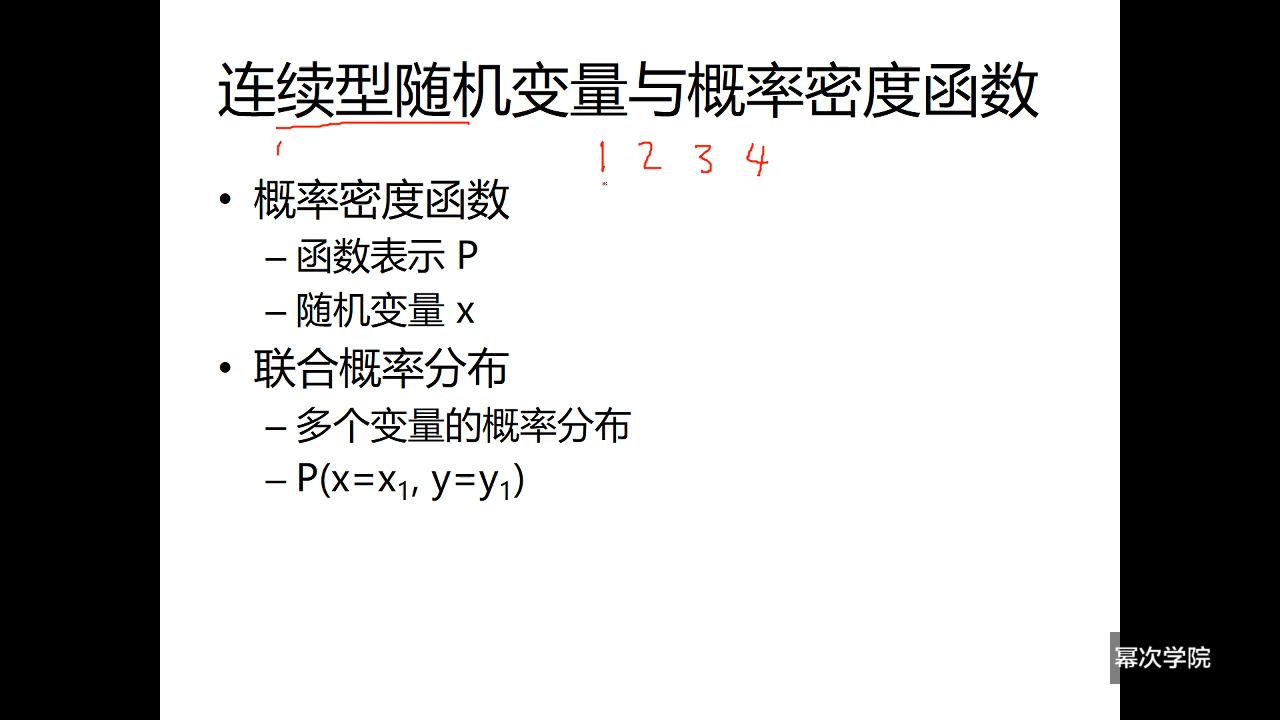 连续型随机变量与概率密度函数
1 2 3 4
• 概率密度函数
– 函数表示 P
– 随机变量 x
• 联合概率分布
– 多个变量的概率分布
– P(x=x₁, y=y₁)
幂次学院